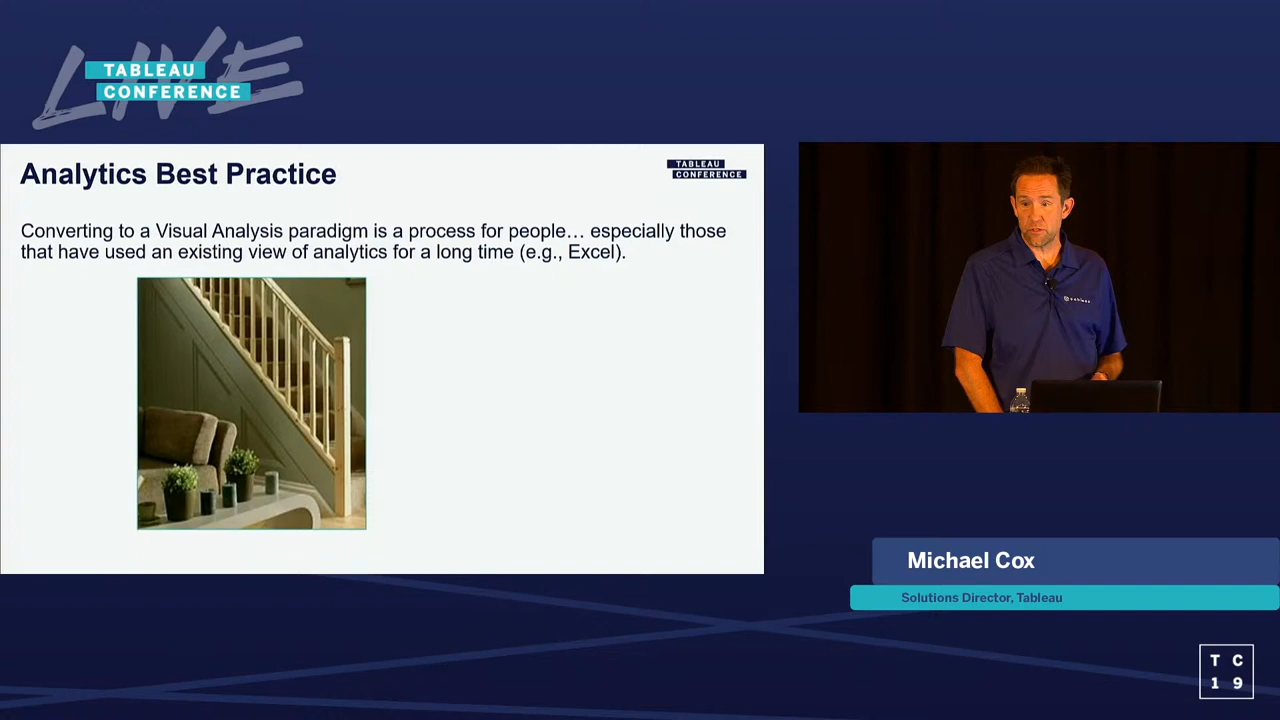 LIVE
TABLEAU
CONFERENCE
Analytics Best Practice
TABLEAU
CONFERENCE
Converting to a Visual Analysis paradigm is a process for people… especially those
that have used an existing view of analytics for a long time (e.g., Excel).
Michael Cox
Solutions Director, Tableau
T C
1 9